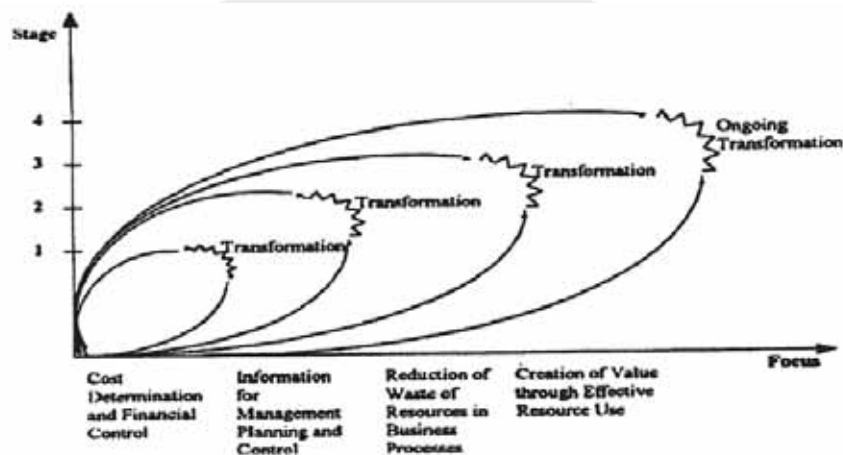 Stage
4
Ongoing
Transformation
3
Transformation
2
Transformation
1
Transformation
Focus
Cost
Determination
and Financial
Control
Information
for
Management
Planning and
Control
Reduction of
Waste of
Resources in
Business
Processes
Creation of Value
through Effective
Resource Use